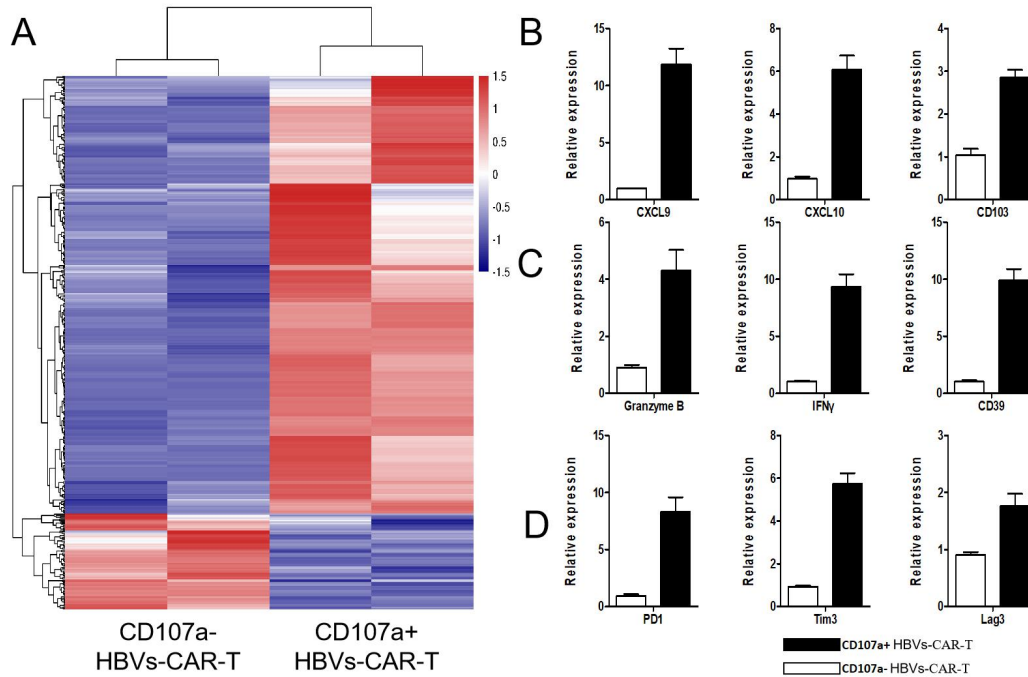 A
1.5
1
0.5
0
-0.5
-1
-1.5
CD107a-
HBVs-CAR-T
CD107a+
HBVs-CAR-T
B
Relative expression
15
10
5
0
CXCL9
Relative expression
8
6
4
2
0
CXCL10
Relative expression
4
3
2
1
0
CD103
C
Relative expression
6
4
2
0
Granzyme B
Relative expression
15
10
5
0
IFNγ
Relative expression
15
10
5
0
CD39
D
Relative expression
15
10
5
0
PD1
Relative expression
8
6
4
2
0
Tim3
Relative expression
3
2
1
0
Lag3
CD107a+ HBVs-CAR-T
CD107a- HBVs-CAR-T